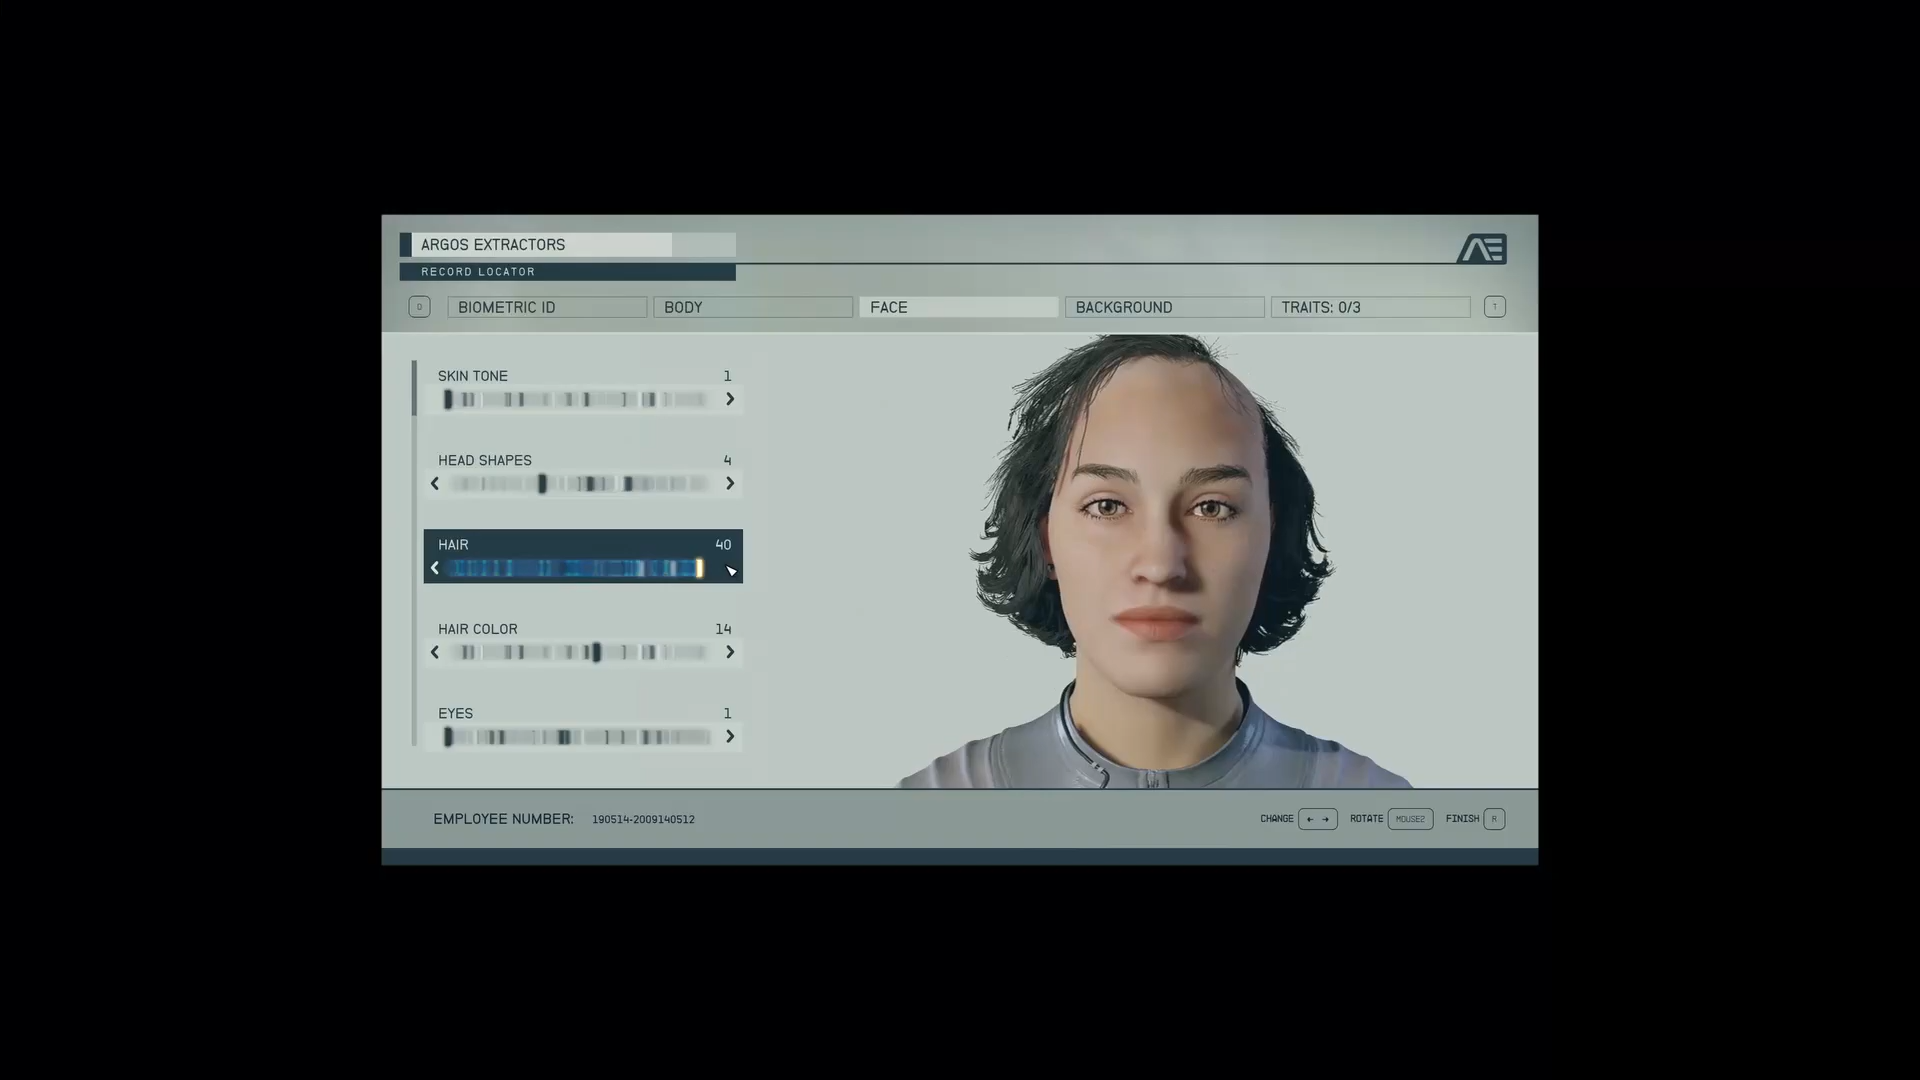 ARGOS EXTRACTORS
RECORD LOCATOR
Q BIOMETRIC ID BODY FACE BACKGROUND TRAITS: 0/3 T
SKIN TONE 1
HEAD SHAPES 4
HAIR 40
HAIR COLOR 14
EYES 1
EMPLOYEE NUMBER: 190514-2009140512 CHANGE ROTATE MOUSE2 FINISH R